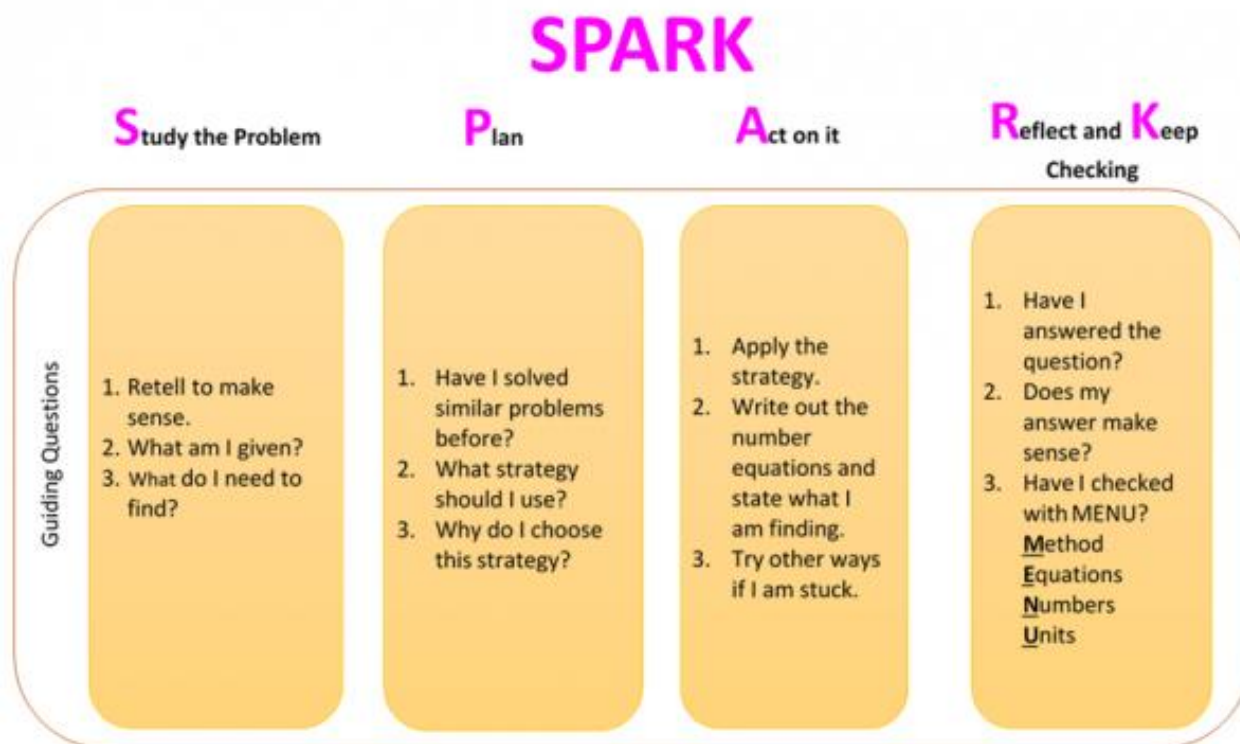 SPARK
Study the Problem
Plan
Act on it
Reflect and Keep
Checking
Guiding Questions
1. Retell to make
sense.
2. What am I given?
3. What do I need to
find?
1. Have I solved
similar problems
before?
2. What strategy
should I use?
3. Why do I choose
this strategy?
1. Apply the
strategy.
2. Write out the
number
equations and
state what I
am finding.
3. Try other ways
if I am stuck.
1. Have I
answered the
question?
2. Does my
answer make
sense?
3. Have I checked
with MENU?
Method
Equations
Numbers
Units